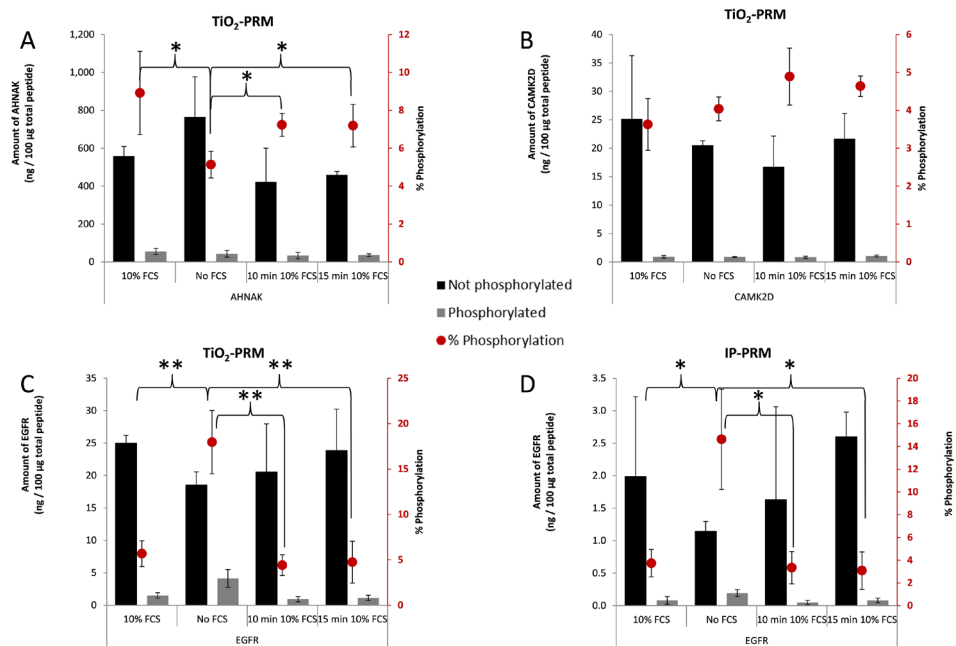 A
TiO₂-PRM
Amount of AHNAK
(ng / 100 µg total peptide)
1,200
1,000
800
600
400
200
0
12
10
8
6
4
2
0
% Phosphorylation
*
*
*
10% FCS
No FCS
10 min 10% FCS
15 min 10% FCS
AHNAK
B
TiO₂-PRM
Amount of CAMK2D
(ng / 100 µg total peptide)
40
35
30
25
20
15
10
5
0
6
5
4
3
2
1
0
% Phosphorylation
10% FCS
No FCS
10 min 10% FCS
15 min 10% FCS
CAMK2D
Not phosphorylated
Phosphorylated
% Phosphorylation
C
TiO₂-PRM
Amount of EGFR
(ng / 100 µg total peptide)
35
30
25
20
15
10
5
0
25
20
15
10
5
0
% Phosphorylation
**
**
**
10% FCS
No FCS
10 min 10% FCS
15 min 10% FCS
EGFR
D
IP-PRM
Amount of EGFR
(ng / 100 µg total peptide)
3.5
3.0
2.5
2.0
1.5
1.0
0.5
0.0
20
18
16
14
12
10
8
6
4
2
0
% Phosphorylation
*
*
*
10% FCS
No FCS
10 min 10% FCS
15 min 10% FCS
EGFR